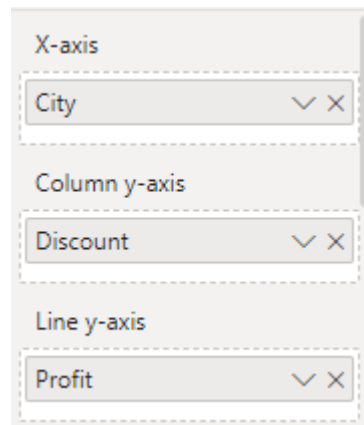 X-axis
City
Column y-axis
Discount
Line y-axis
Profit